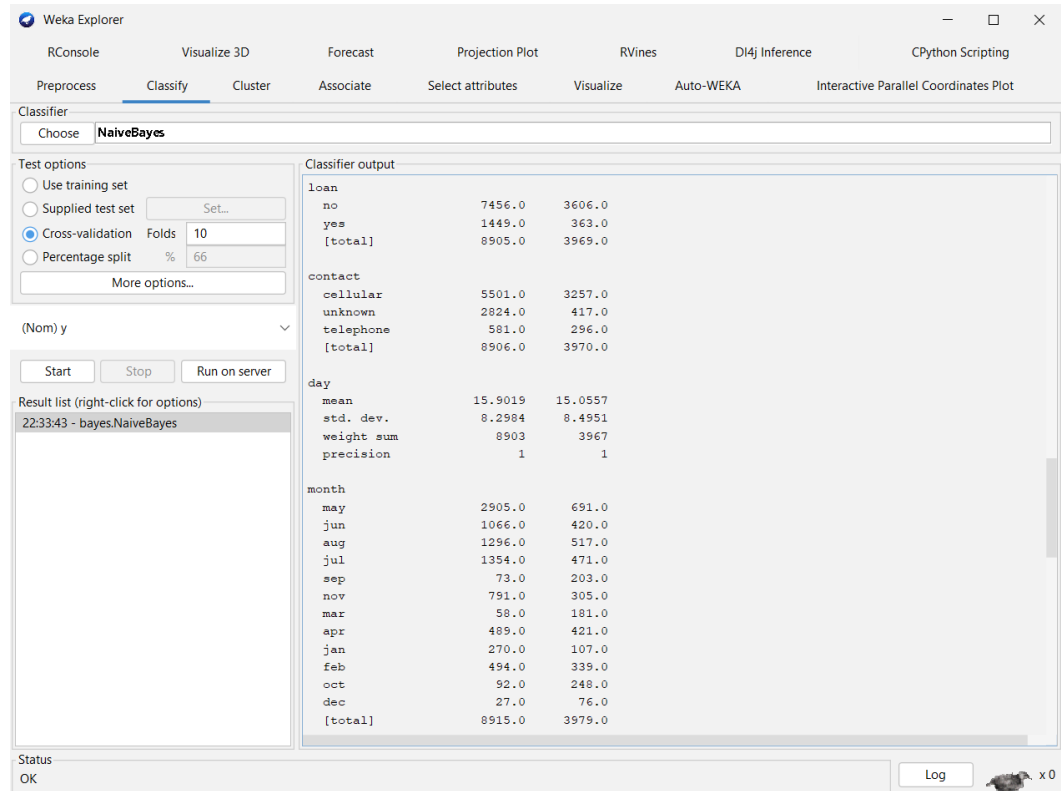 Weka Explorer
RConsole Visualize 3D Forecast Projection Plot RVines Dl4j Inference CPython Scripting
Preprocess Classify Cluster Associate Select attributes Visualize Auto-WEKA Interactive Parallel Coordinates Plot
Classifier
Choose NaiveBayes
Test options
Use training set
Supplied test set Set...
Cross-validation Folds 10
Percentage split % 66
More options...
(Nom) y
Start Stop Run on server
Result list (right-click for options)
22:33:43 - bayes.NaiveBayes
Classifier output
loan
no 7456.0 3606.0
yes 1449.0 363.0
[total] 8905.0 3969.0
contact
cellular 5501.0 3257.0
unknown 2824.0 417.0
telephone 581.0 296.0
[total] 8906.0 3970.0
day
mean 15.9019 15.0557
std. dev. 8.2984 8.4951
weight sum 8903 3967
precision 1 1
month
may 2905.0 691.0
jun 1066.0 420.0
aug 1296.0 517.0
jul 1354.0 471.0
sep 73.0 203.0
nov 791.0 305.0
mar 58.0 181.0
apr 489.0 421.0
jan 270.0 107.0
feb 494.0 339.0
oct 92.0 248.0
dec 27.0 76.0
[total] 8915.0 3979.0
Status
OK
Log x 0